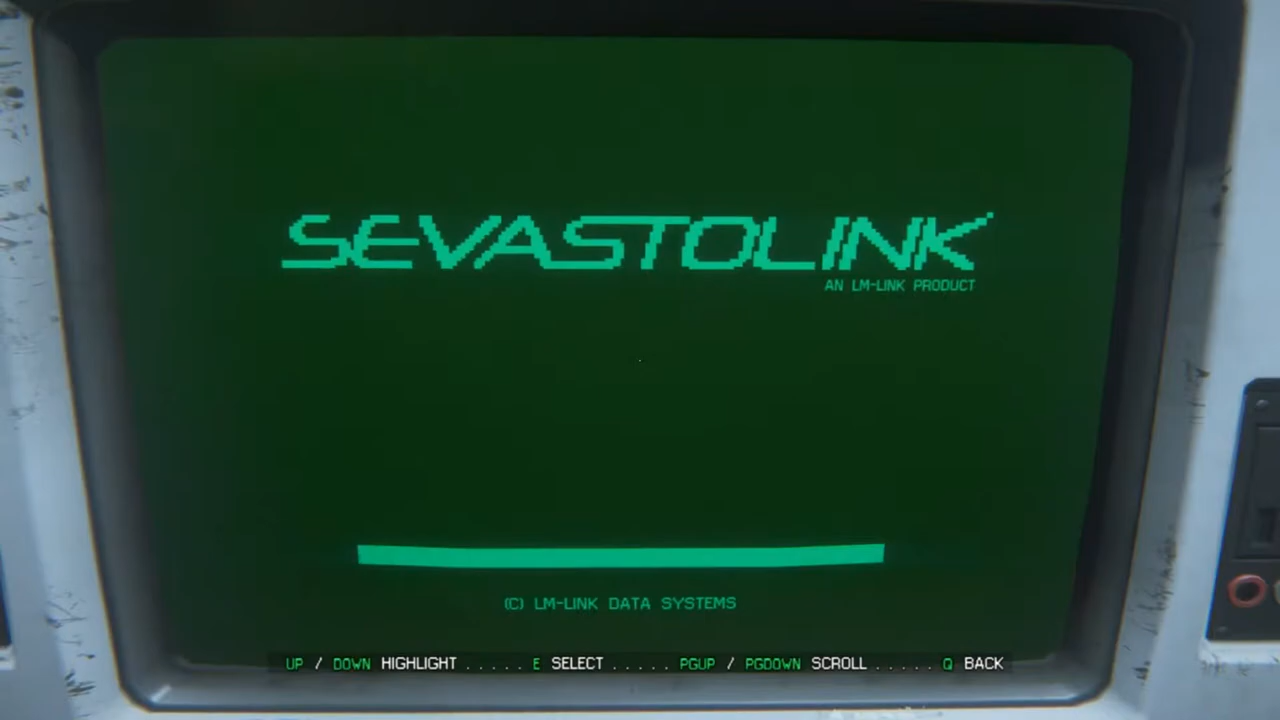 SEVASTOLINK
AN LM-LINK PRODUCT
(C) LM-LINK DATA SYSTEMS
UP / DOWN HIGHLIGHT ..... E SELECT ..... PGUP / PGDOWN SCROLL ..... Q BACK